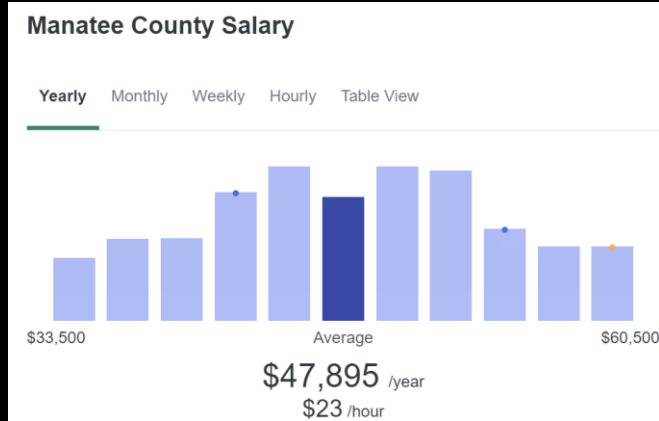 Manatee County Salary
Yearly Monthly Weekly Hourly Table View
$33,500 Average $60,500
$47,895 /year
$23 /hour